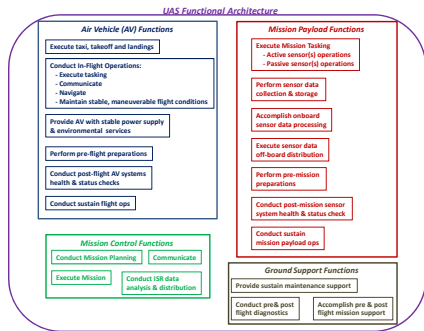 UAS Functional Architecture
Air Vehicle (AV) Functions
Execute taxi, takeoff and landings
Conduct In-Flight Operations:
- Execute tasking
- Communicate
- Navigate
- Maintain stable, maneuverable flight conditions
Provide AV with stable power supply
& environmental services
Perform pre-flight preparations
Conduct post-flight AV systems
health & status checks
Conduct sustain flight ops
Mission Payload Functions
Execute Mission Tasking
- Active sensor(s) operations
- Passive sensor(s) operations
Perform sensor data
collection & storage
Accomplish onboard
sensor data processing
Execute sensor data
off-board distribution
Perform pre-mission
preparations
Conduct post-mission sensor
system health & status check
Conduct sustain
mission payload ops
Mission Control Functions
Conduct Mission Planning
Communicate
Execute Mission
Conduct ISR data
analysis & distribution
Ground Support Functions
Provide sustain maintenance support
Conduct pre& post
flight diagnostics
Accomplish pre & post
flight mission support